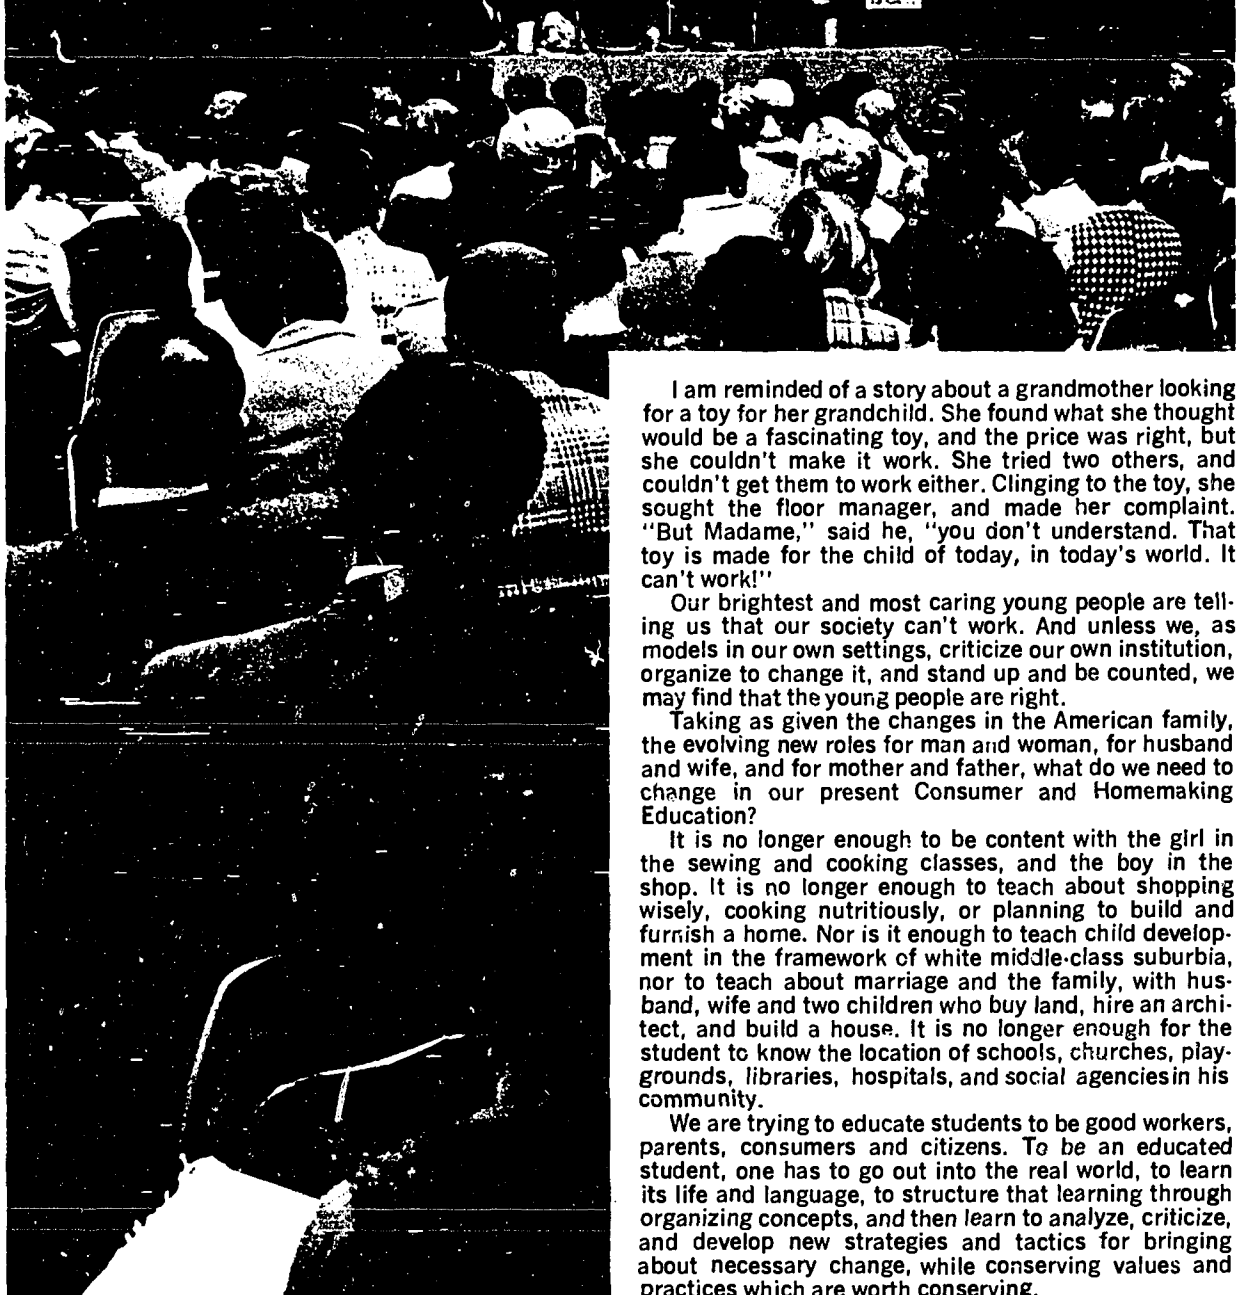 I am reminded of a story about a grandmother looking
for a toy for her grandchild. She found what she thought
would be a fascinating toy, and the price was right, but
she couldn't make it work. She tried two others, and
couldn't get them to work either. Clinging to the toy, she
sought the floor manager, and made her complaint.
"But Madame," said he, "you don't understand. That
toy is made for the child of today, in today's world. It
can't work!"
Our brightest and most caring young people are tell-
ing us that our society can't work. And unless we, as
models in our own settings, criticize our own institution,
organize to change it, and stand up and be counted, we
may find that the young people are right.
Taking as given the changes in the American family,
the evolving new roles for man and woman, for husband
and wife, and for mother and father, what do we need to
change in our present Consumer and Homemaking
Education?
It is no longer enough to be content with the girl in
the sewing and cooking classes, and the boy in the
shop. It is no longer enough to teach about shopping
wisely, cooking nutritiously, or planning to build and
furnish a home. Nor is it enough to teach child develop-
ment in the framework of white middle-class suburbia,
nor to teach about marriage and the family, with hus-
band, wife and two children who buy land, hire an archi-
tect, and build a house. It is no longer enough for the
student to know the location of schools, churches, play-
grounds, libraries, hospitals, and social agencies in his
community.
We are trying to educate students to be good workers,
parents, consumers and citizens. To be an educated
student, one has to go out into the real world, to learn
its life and language, to structure that learning through
organizing concepts, and then learn to analyze, criticize,
and develop new strategies and tactics for bringing
about necessary change, while conserving values and
practices which are worth conserving.